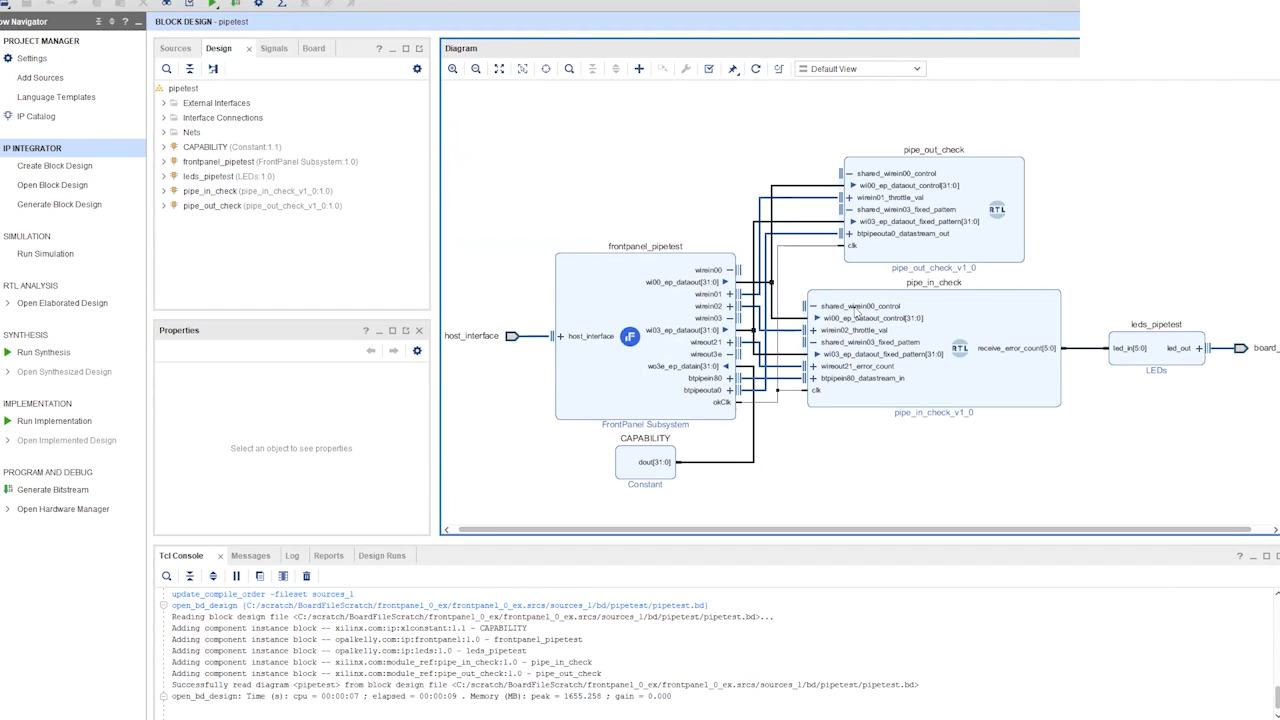 ow Navigator
? _
PROJECT MANAGER
Settings
Add Sources
Language Templates
IP Catalog
IP INTEGRATOR
Create Block Design
Open Block Design
Generate Block Design
SIMULATION
Run Simulation
RTL ANALYSIS
Open Elaborated Design
SYNTHESIS
Run Synthesis
Open Synthesized Design
IMPLEMENTATION
Run Implementation
Open Implemented Design
PROGRAM AND DEBUG
Generate Bitstream
Open Hardware Manager
BLOCK DESIGN - pipetest
Sources Design Signals Board
pipetest
External Interfaces
Interface Connections
Nets
CAPABILITY (Constant:1.1)
frontpanel_pipetest (FrontPanel Subsystem:1.0)
leds_pipetest (LEDs:1.0)
pipe_in_check (pipe_in_check_v1_0:1.0)
pipe_out_check (pipe_out_check_v1_0:1.0)
Properties
Select an object to see properties
Diagram
Default View
pipe_out_check
shared_wirein00_control
wi00_ep_dataout_control[31:0]
wirein01_throttle_val
shared_wirein03_fixed_pattern
wi03_ep_dataout_fixed_pattern[31:0]
btpipeouta0_datastream_out
clk
RTL
pipe_out_check_v1_0
frontpanel_pipetest
host_interface
host_interface
wirein00
wi00_ep_dataout[31:0]
wirein01
wirein02
wirein03
wi03_ep_dataout[31:0]
wireout21
wireout3e
wo3e_ep_datain[31:0]
btpipein80
btpipeouta0
okClk
FrontPanel Subsystem
CAPABILITY
dout[31:0]
Constant
pipe_in_check
shared_wirein00_control
wi00_ep_dataout_control[31:0]
wirein02_throttle_val
shared_wirein03_fixed_pattern
wi03_ep_dataout_fixed_pattern[31:0]
wireout21_error_count
btpipein80_datastream_in
clk
RTL
receive_error_count[5:0]
pipe_in_check_v1_0
leds_pipetest
led_in[5:0] led_out
LEDs
board_
Tcl Console Messages Log Reports Design Runs
update_compile_order -fileset sources_1
open_bd_design {C:/scratch/BoardFileScratch/frontpanel_0_ex/frontpanel_0_ex.srcs/sources_1/bd/pipetest/pipetest.bd}
Reading block design file <C:/scratch/BoardFileScratch/frontpanel_0_ex/frontpanel_0_ex.srcs/sources_1/bd/pipetest/pipetest.bd>...
Adding component instance block -- xilinx.com:ip:xlconstant:1.1 - CAPABILITY
Adding component instance block -- opalkelly.com:ip:frontpanel:1.0 - frontpanel_pipetest
Adding component instance block -- opalkelly.com:ip:leds:1.0 - leds_pipetest
Adding component instance block -- xilinx.com:module_ref:pipe_in_check:1.0 - pipe_in_check
Adding component instance block -- xilinx.com:module_ref:pipe_out_check:1.0 - pipe_out_check
Successfully read diagram <pipetest> from block design file <C:/scratch/BoardFileScratch/frontpanel_0_ex/frontpanel_0_ex.srcs/sources_1/bd/pipetest/pipetest.bd>
open_bd_design: Time (s): cpu = 00:00:07 ; elapsed = 00:00:09 . Memory (MB): peak = 1655.258 ; gain = 0.000